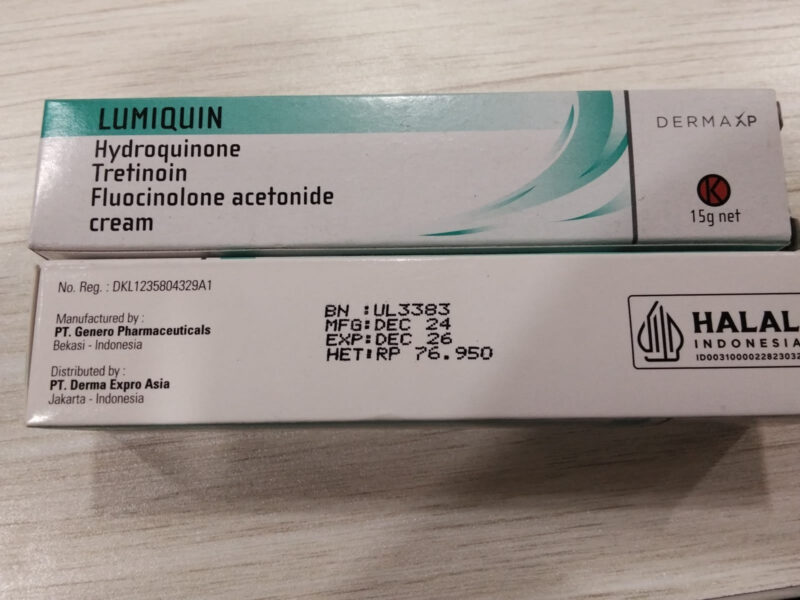 LUMIQUIN
Hydroquinone
Tretinoin
Fluocinolone acetonide
cream
DERMAXP
K
15g net
No. Reg. : DKL1235804329A1
Manufactured by :
PT. Genero Pharmaceuticals
Bekasi - Indonesia
Distributed by :
PT. Derma Expro Asia
Jakarta - Indonesia
BN :UL3383
MFG:DEC 24
EXP:DEC 26
HET:RP 76.950
HALAL
INDONESIA